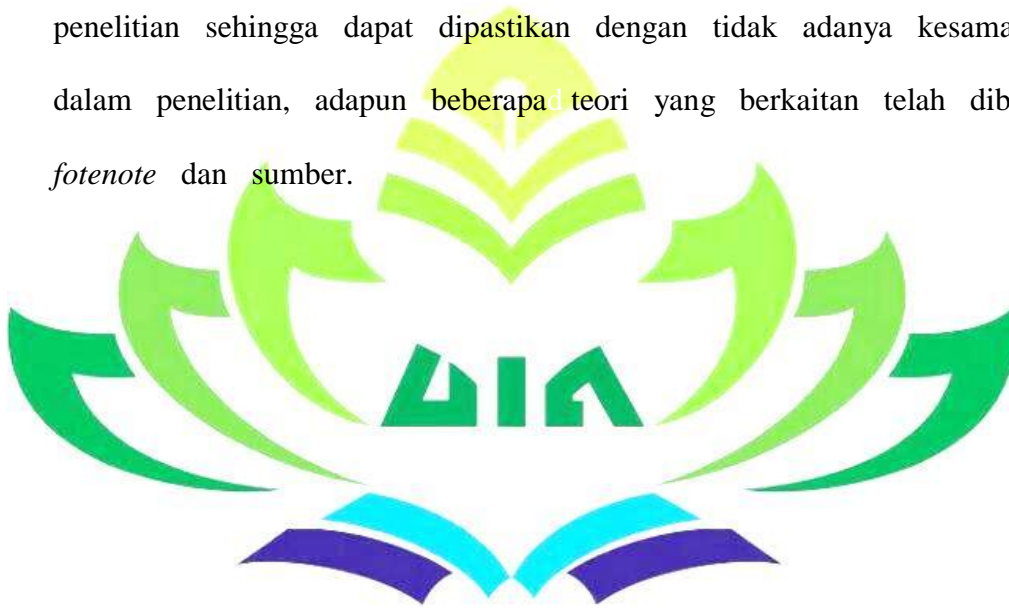 penelitian sehingga dapat dipastikan dengan tidak adanya kesama
dalam penelitian, adapun beberapa d teori yang berkaitan telah dib
fotenote dan sumber.
UIN